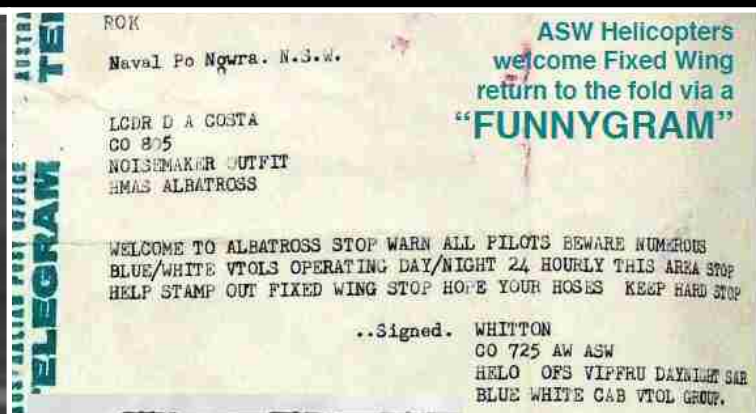 ROK
Naval Po Nowra. N.S.W.
ASW Helicopters
welcome Fixed Wing
return to the fold via a
“FUNNYGRAM”
LCDR D A COSTA
CO 805
NOISEMAKER OUTFIT
HMAS ALBATROSS
WELCOME TO ALBATROSS STOP WARN ALL PILOTS BEWARE NUMEROUS
BLUE/WHITE VTOLS OPERATING DAY/NIGHT 24 HOURLY THIS AREA STOP
HELP STAMP OUT FIXED WING STOP HOPE YOUR HOSES KEEP HARD STOP
..Signed. WHITTON
CO 725 AW ASW
HELO OFS VIPFRU DAYNIGHT SAR
BLUE WHITE CAB VTOL GROUP.
AUSTRA
TEL
AUSTRALIAN POST OFFICE
TELEGRAM